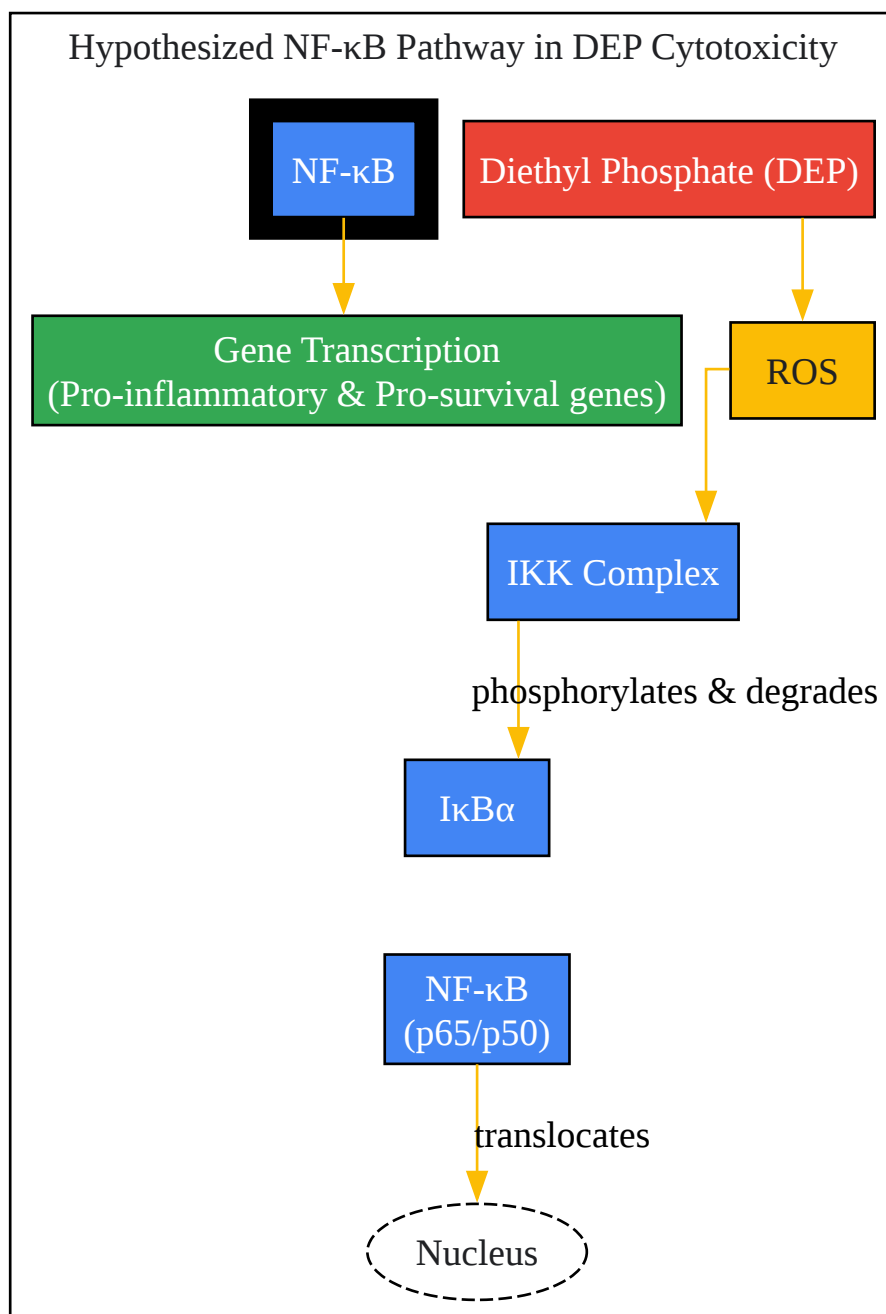 Hypothesized NF-κB Pathway in DEP Cytotoxicity
NF-κB
Diethyl Phosphate (DEP)
Gene Transcription
(Pro-inflammatory & Pro-survival genes)
ROS
IKK Complex
phosphorylates & degrades
IκBα
NF-κB
(p65/p50)
translocates
Nucleus